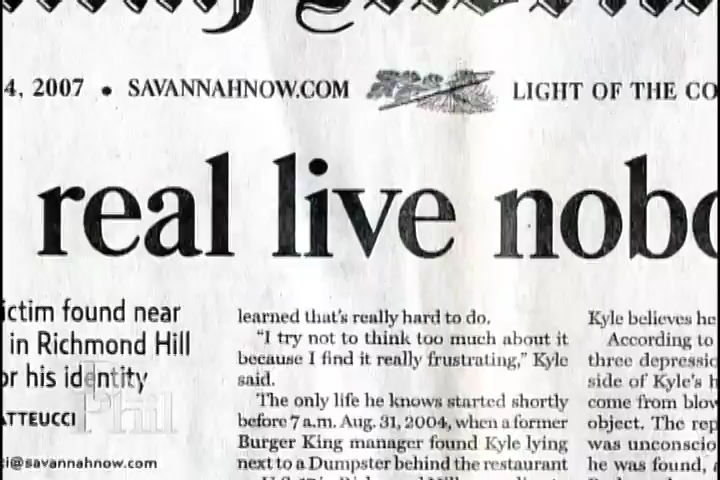 4, 2007 • SAVANNAHNOW.COM LIGHT OF THE CO
real live nobo
ictim found near
in Richmond Hill
or his identity
ATTEUCCI
ci@savannahnow.com
learned that's really hard to do.
"I try not to think too much about it
because I find it really frustrating," Kyle
said.
The only life he knows started shortly
before 7 a.m. Aug. 31, 2004, when a former
Burger King manager found Kyle lying
next to a Dumpster behind the restaurant
Kyle believes he
According to
three depressio
side of Kyle's h
come from blow
object. The rep
was unconscio
he was found, a
Phil